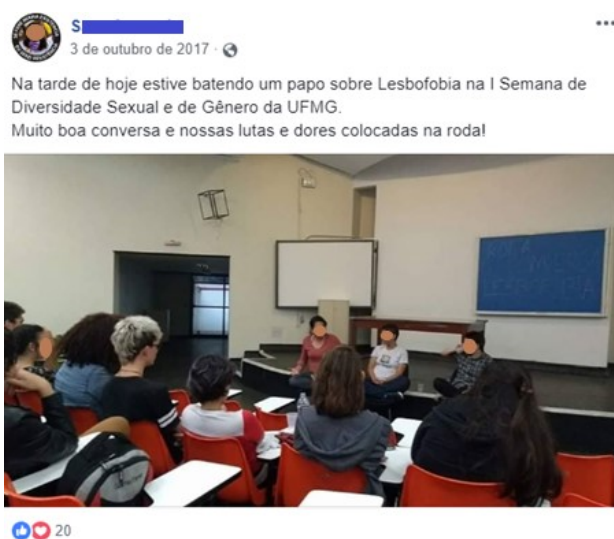 S
3 de outubro de 2017
Na tarde de hoje estive batendo um papo sobre Lesbofobia na I Semana de
Diversidade Sexual e de Gênero da UFMG.
Muito boa conversa e nossas lutas e dores colocadas na roda!
20